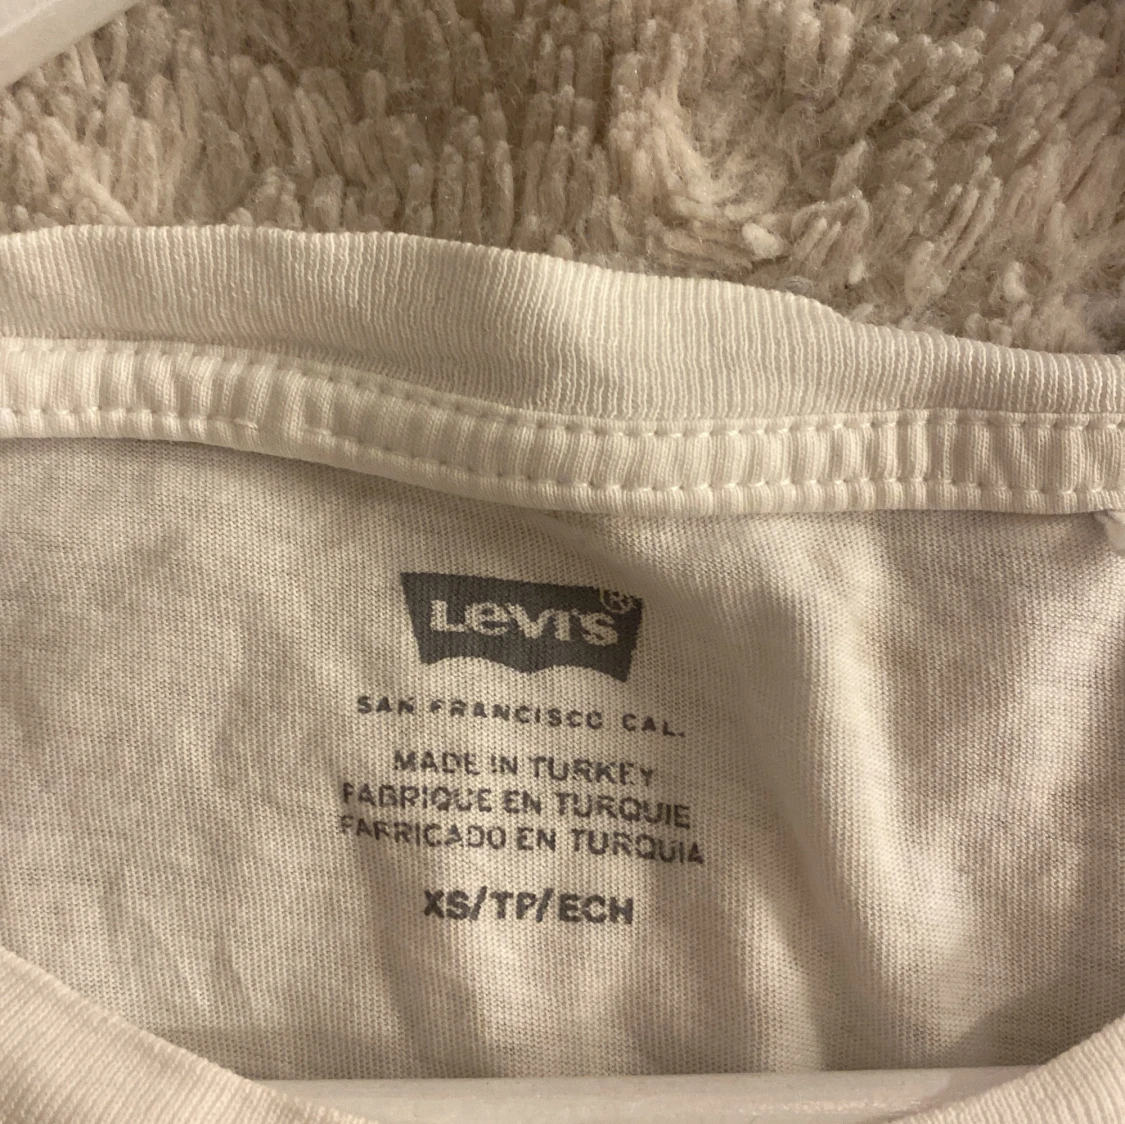 Levi's®
SAN FRANCISCO CAL.
MADE IN TURKEY
FABRIQUE EN TURQUIE
FABRICADO EN TURQUIA
XS/TP/ECH